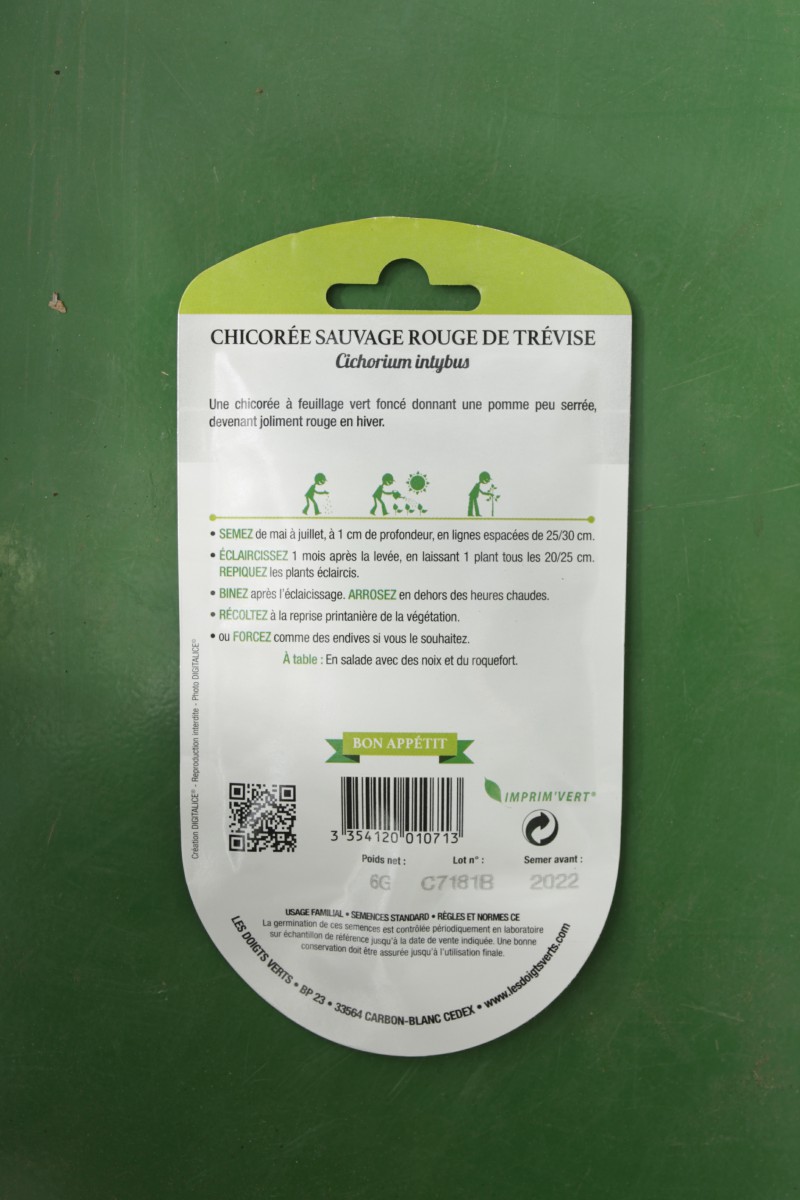 CHICORÉE SAUVAGE ROUGE DE TRÉVISE
Cichorium intybus
Une chicorée à feuillage vert foncé donnant une pomme peu serrée,
devenant joliment rouge en hiver.
• SEMEZ de mai à juillet, à 1 cm de profondeur, en lignes espacées de 25/30 cm.
• ÉCLAIRCISSEZ 1 mois après la levée, en laissant 1 plant tous les 20/25 cm.
REPIQUEZ les plants éclaircis.
• BINEZ après l'éclaicissage. ARROSEZ en dehors des heures chaudes.
• RÉCOLTEZ à la reprise printanière de la végétation.
• ou FORCEZ comme des endives si vous le souhaitez.
À table : En salade avec des noix et du roquefort.
Création DIGITALICE® - Reproduction interdite - Photo DIGITALICE®
BON APPÉTIT
IMPRIM'VERT®
3 354120 010713
Poids net : Lot n° : Semer avant :
6G C7181B 2022
USAGE FAMILIAL • SEMENCES STANDARD • RÈGLES ET NORMES CE
La germination de ces semences est contrôlée périodiquement en laboratoire
sur échantillon de référence jusqu'à la date de vente indiquée. Une bonne
conservation doit être assurée jusqu'à l'utilisation finale.
LES DOIGTS VERTS • BP 23 • 33564 CARBON-BLANC CEDEX • www.lesdoigtsverts.com